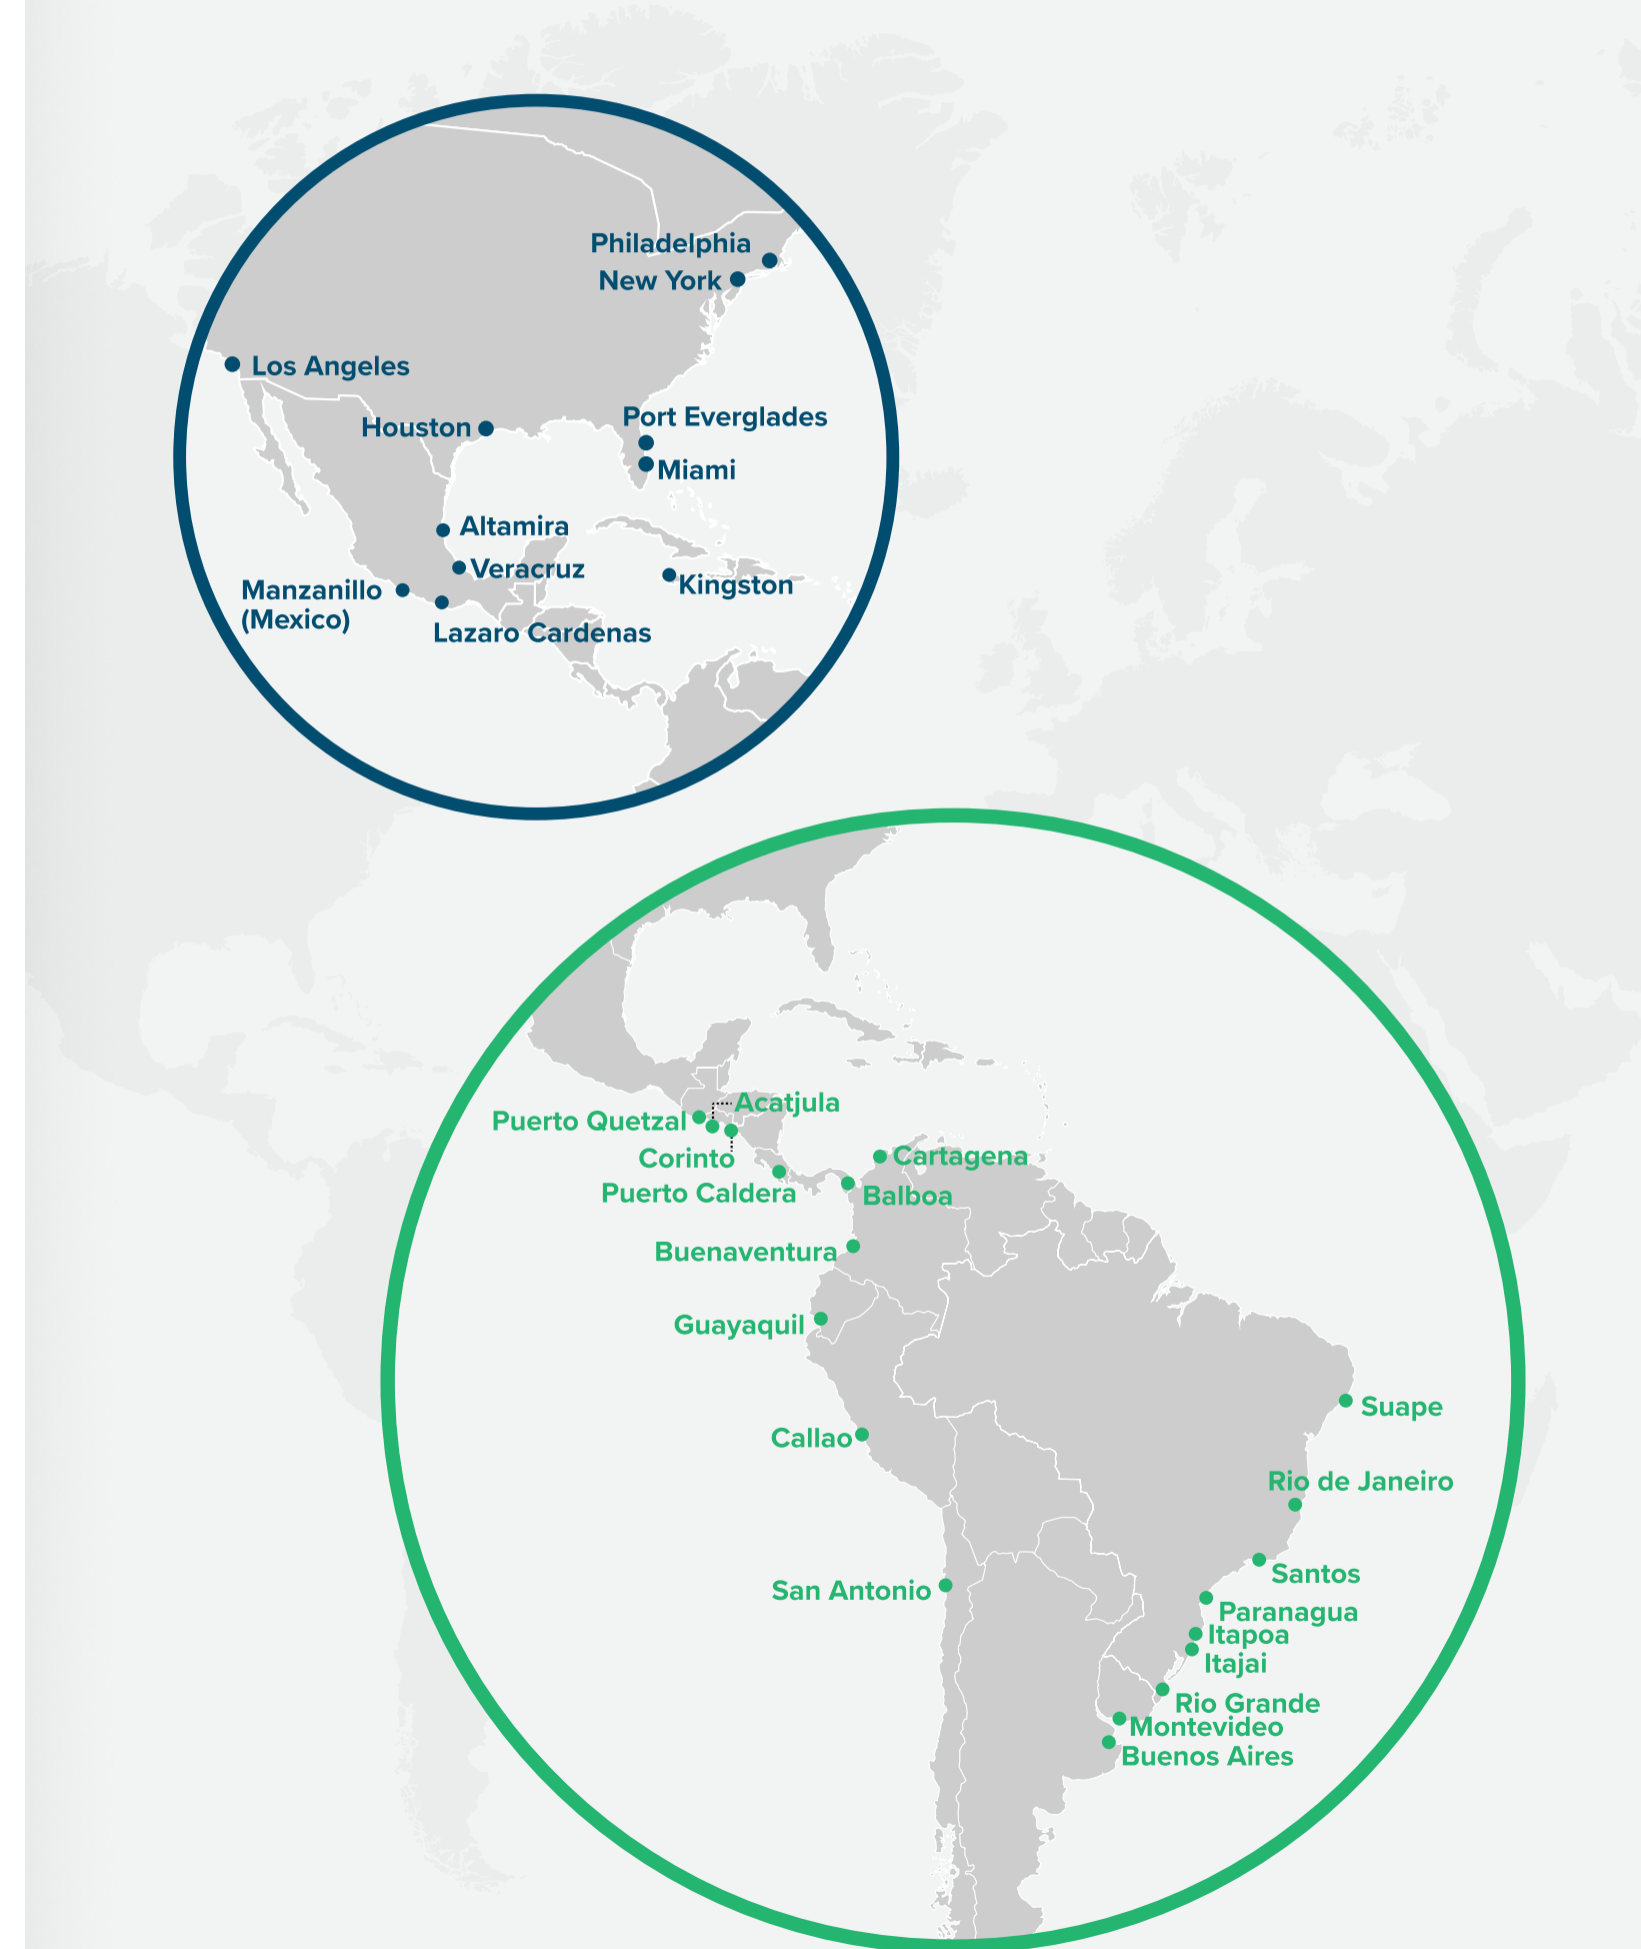 Philadelphia
New York
Los Angeles
Port Everglades
Houston
Miami
Altamira
Veracruz
Manzanillo
(Mexico)
Kingston
Lazaro Cardenas
Acatjula
Puerto Quetzal
Corinto
Cartagena
Puerto Caldera
Balboa
Buenaventura
Guayaquil
Suape
Callao
Rio de Janeiro
Santos
San Antonio
Paranagua
Itapoa
Itajai
Rio Grande
Montevideo
Buenos Aires